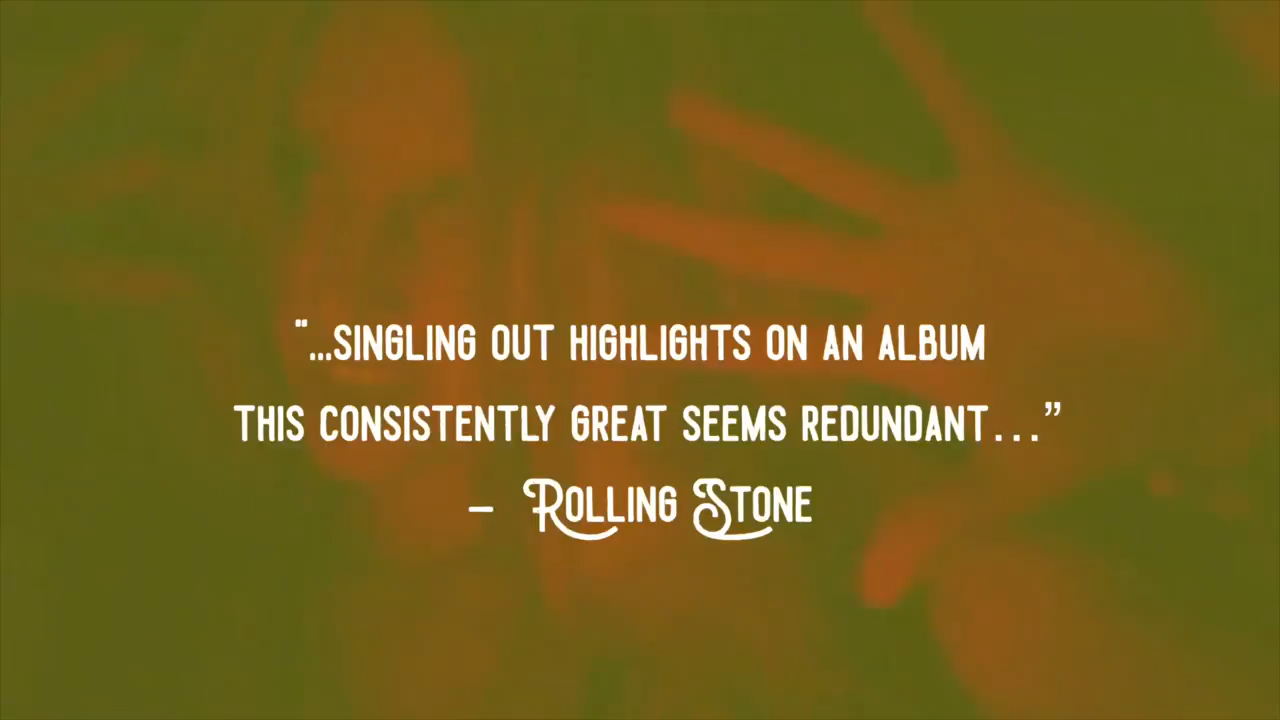 "...SINGLING OUT HIGHLIGHTS ON AN ALBUM
THIS CONSISTENTLY GREAT SEEMS REDUNDANT...”
– ROLLING STONE